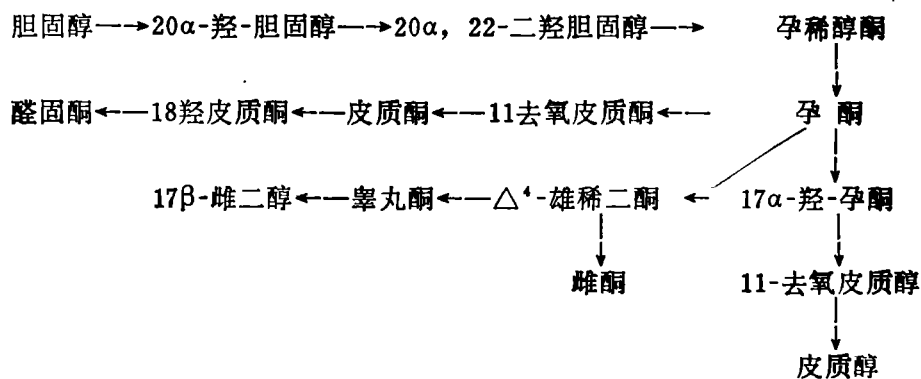 胆固醇→20α-羟-胆固醇→20α，22-二羟胆固醇→ 孕稀醇酮
醛固酮←18羟皮质酮←皮质酮←11去氧皮质酮← 孕酮
17β-雌二醇←睾丸酮←△⁴-雄稀二酮← 17α-羟-孕酮
雌酮 11-去氧皮质醇
皮质醇